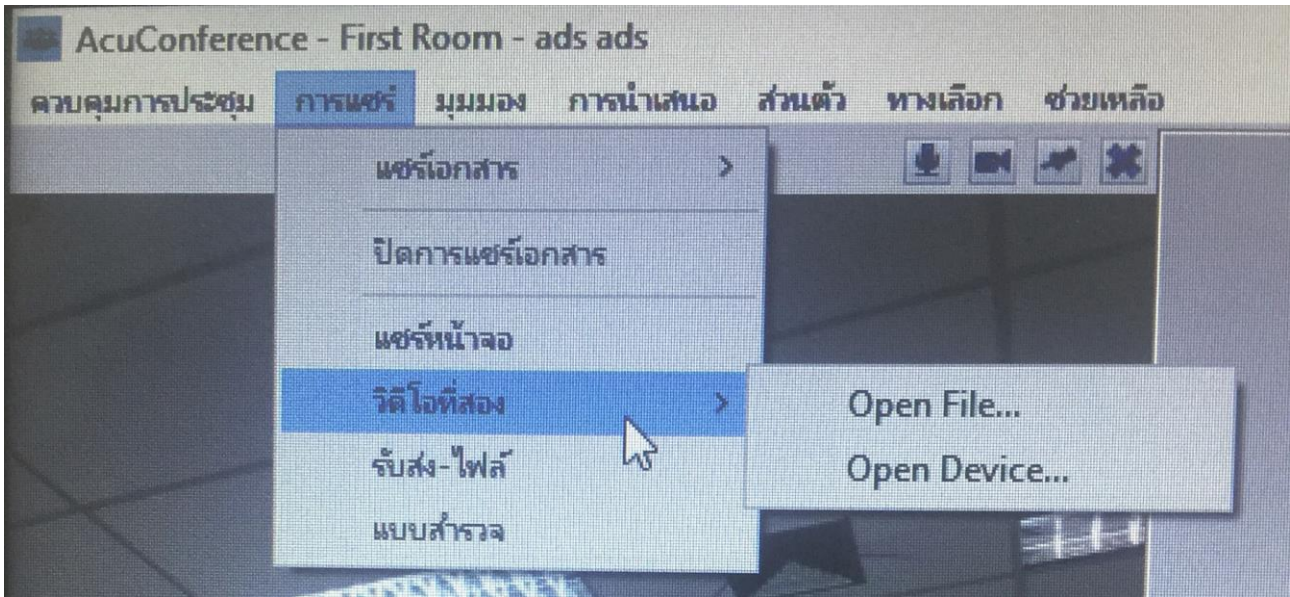 AcuConference - First Room - ads ads
ควบคุมการประชุม การแชร์ มุมมอง การนำเสนอ ส่วนตัว ทางเลือก ช่วยเหลือ
แชร์เอกสาร >
ปิดการแชร์เอกสาร
แชร์หน้าจอ
วิดีโอที่สอง > Open File...
รับส่ง-ไฟล์ Open Device...
แบบสำรวจ